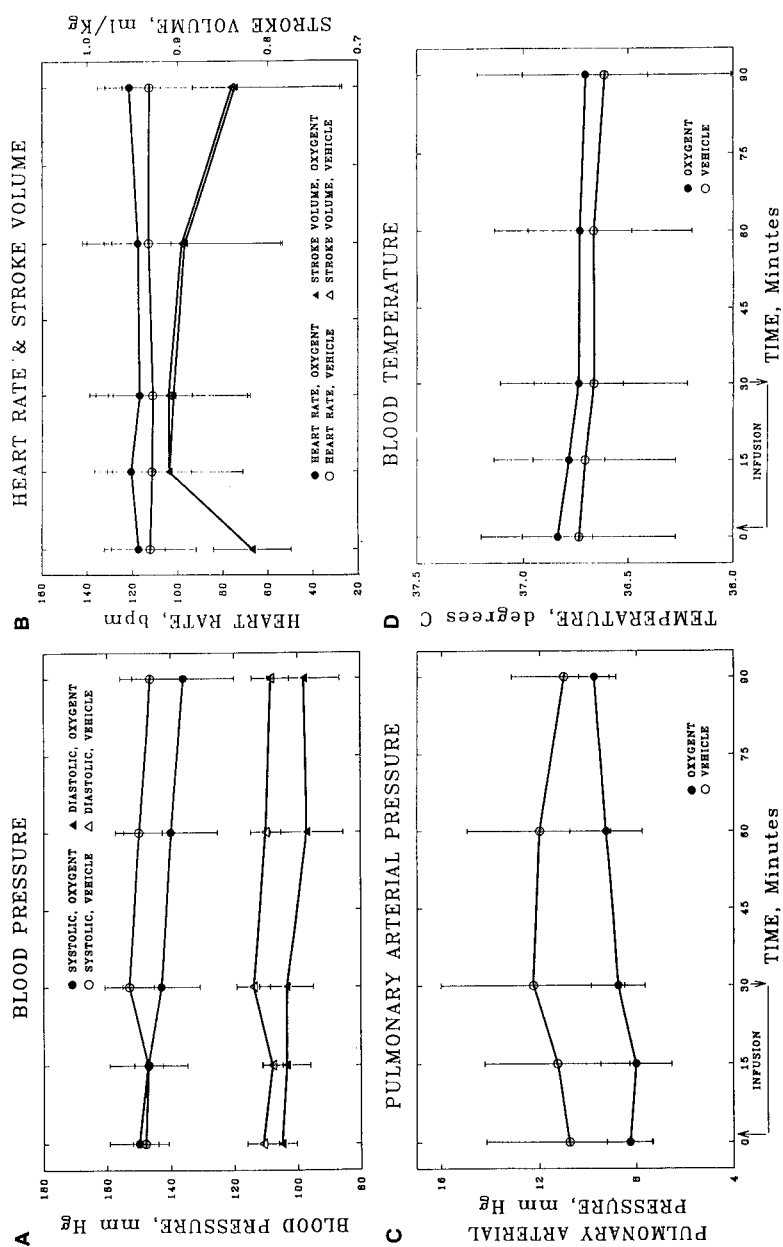 A
BLOOD PRESSURE
BLOOD PRESSURE, mm Hg
180
160
140
120
100
80
● SYSTOLIC, OXYGENT
○ SYSTOLIC, VEHICLE
▲ DIASTOLIC, OXYGENT
△ DIASTOLIC, VEHICLE
B
HEART RATE & STROKE VOLUME
HEART RATE, bpm
160
140
120
100
80
60
40
20
STROKE VOLUME, ml/Kg
1.0
0.9
0.8
0.7
● HEART RATE, OXYGENT
○ HEART RATE, VEHICLE
▲ STROKE VOLUME, OXYGENT
△ STROKE VOLUME, VEHICLE
C
PULMONARY ARTERIAL PRESSURE
PULMONARY ARTERIAL
PRESSURE, mm Hg
16
12
8
4
● OXYGENT
○ VEHICLE
0 15 30 45 60 75 90
INFUSION
TIME, Minutes
D
BLOOD TEMPERATURE
TEMPERATURE, degrees C
37.5
37.0
36.5
36.0
● OXYGENT
○ VEHICLE
0 15 30 45 60 75 90
INFUSION
TIME, Minutes